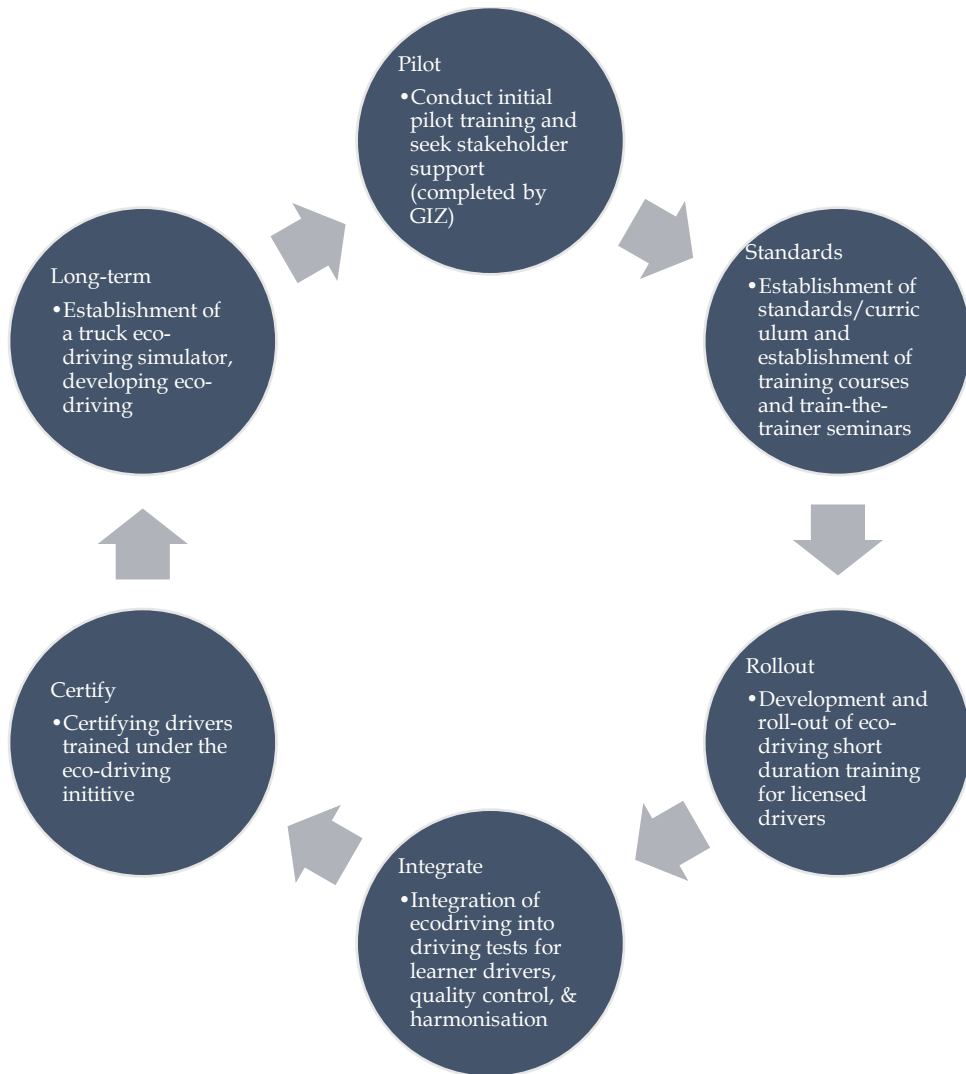 Pilot
•Conduct initial
pilot training and
seek stakeholder
support
(completed by
GIZ)
Standards
•Establishment of
standards/curric
ulum and
establishment of
training courses
and train-the-
trainer seminars
Rollout
•Development and
roll-out of eco-
driving short
duration training
for licensed
drivers
Integrate
•Integration of
ecodriving into
driving tests for
learner drivers,
quality control, &
harmonisation
Certify
•Certifying drivers
trained under the
eco-driving
inititive
Long-term
•Establishment of
a truck eco-
driving simulator,
developing eco-
driving